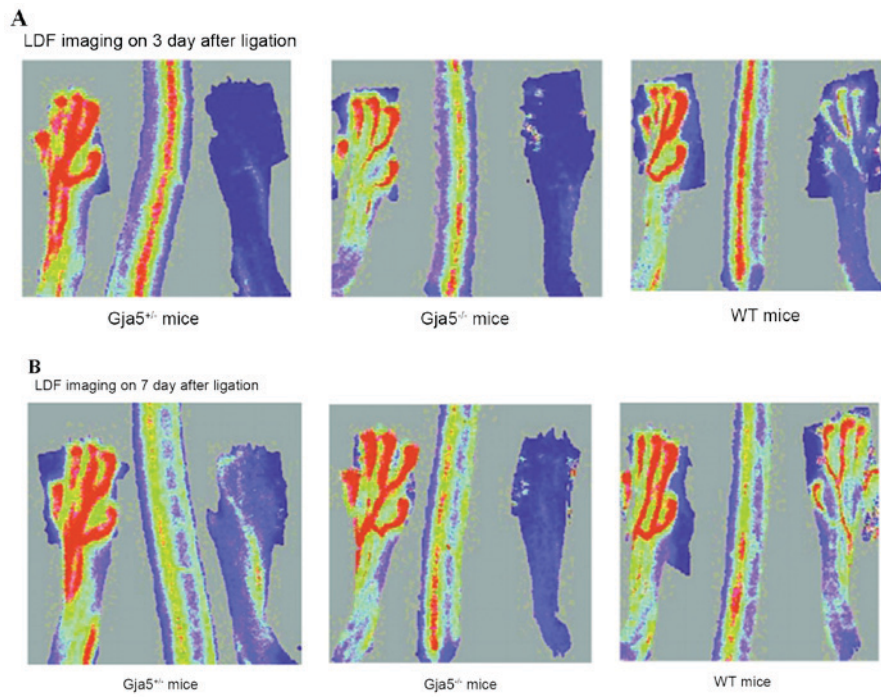 A
LDF imaging on 3 day after ligation
Gja5+/- mice
Gja5-/- mice
WT mice
B
LDF imaging on 7 day after ligation
Gja5+/- mice
Gja5-/- mice
WT mice